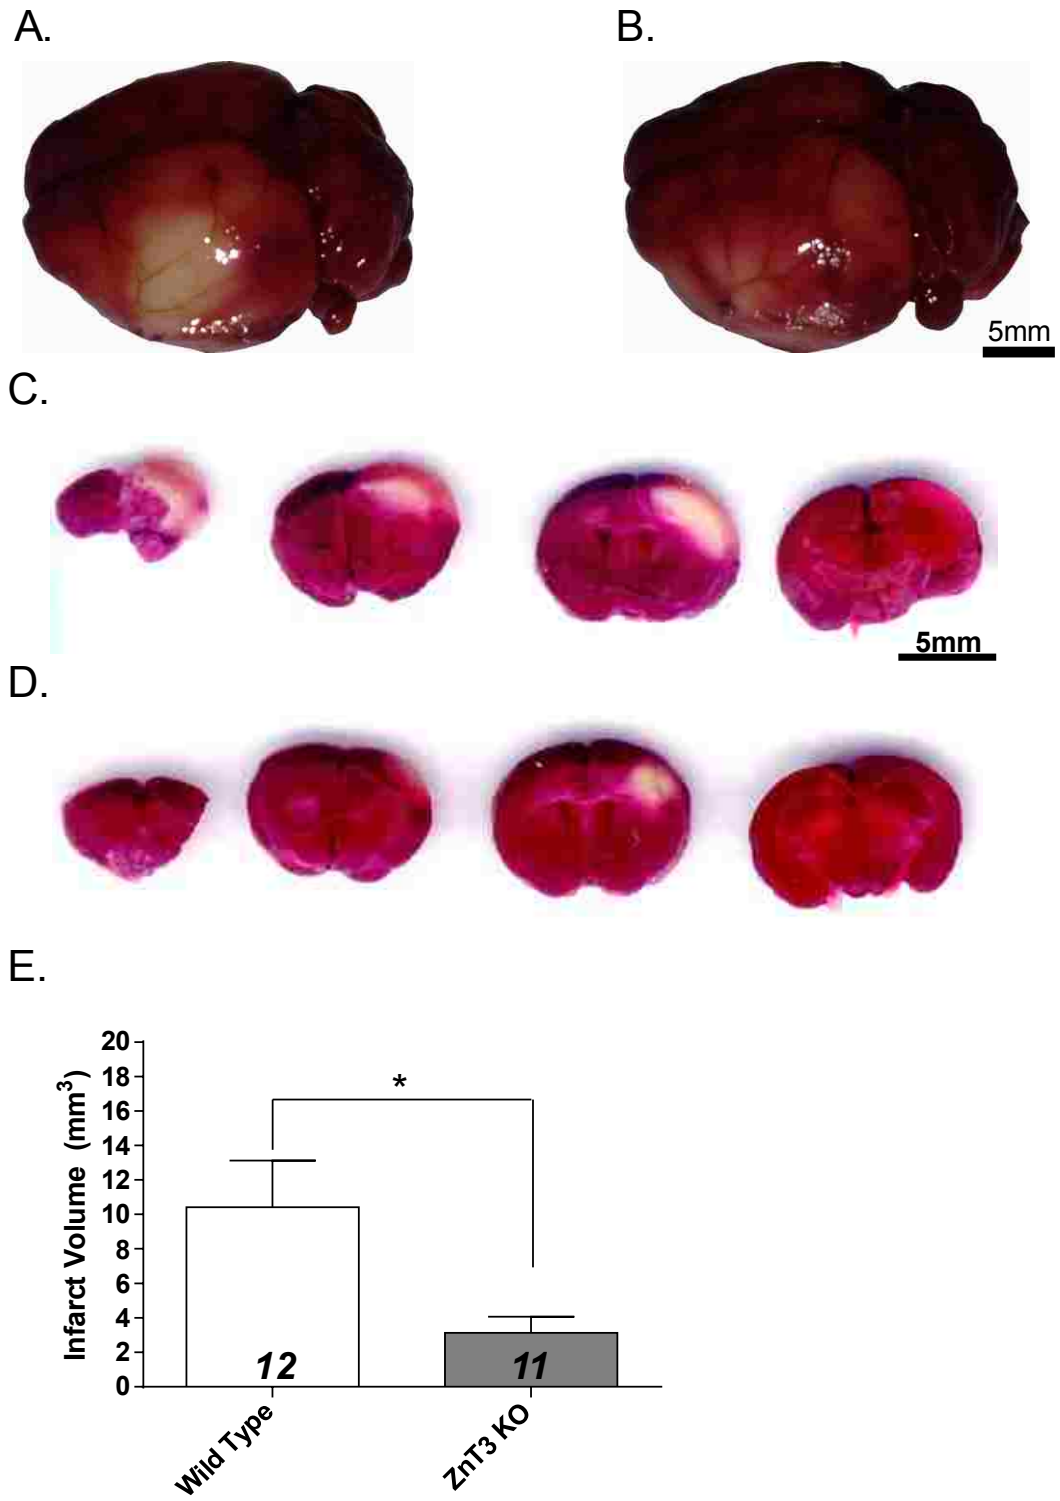 A.
B.
5mm
C.
5mm
D.
E.
Infarct Volume (mm³)
20
18
16
14
12
10
8
6
4
2
0
*
12
11
Wild Type
ZnT3 KO